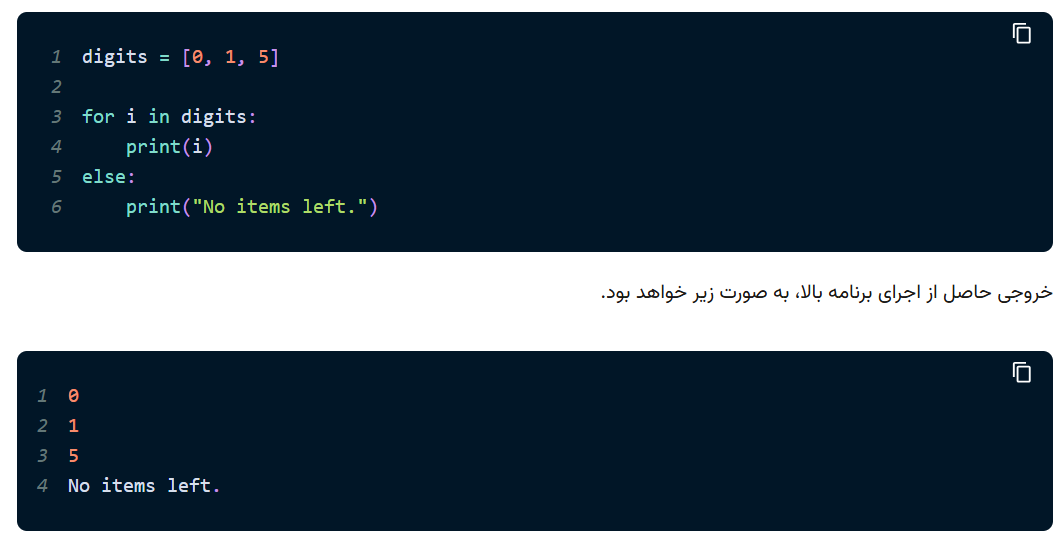 1 digits = [0, 1, 5]
2
3 for i in digits:
4     print(i)
5 else:
6     print("No items left.")
خروجی حاصل از اجرای برنامه بالا، به صورت زیر خواهد بود.
1 0
2 1
3 5
4 No items left.